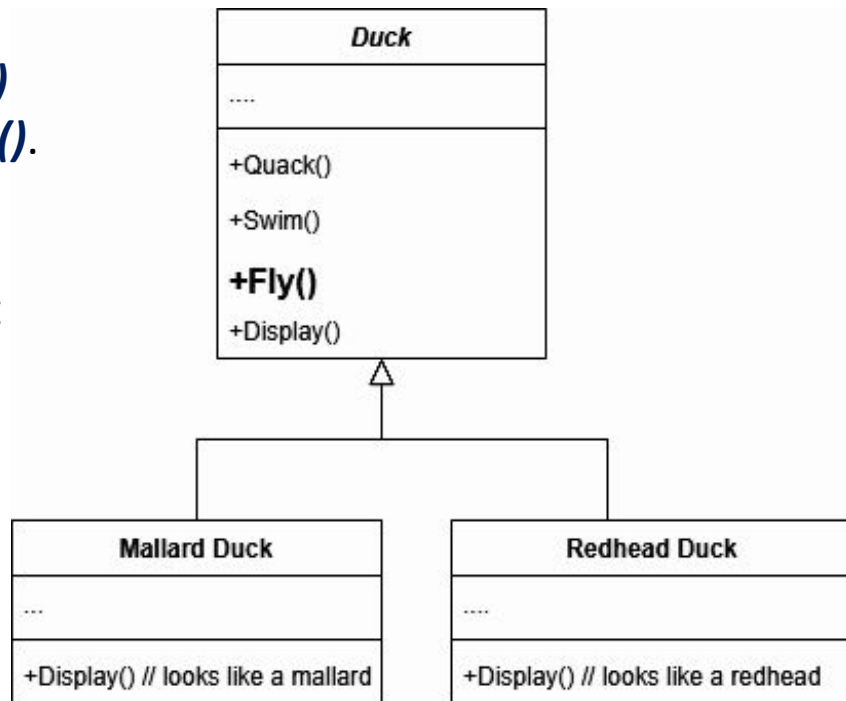 Duck
)
....
().
+Quack()
+Swim()
+Fly()
+Display()
Mallard Duck
Redhead Duck
...
....
+Display() // looks like a mallard
+Display() // looks like a redhead